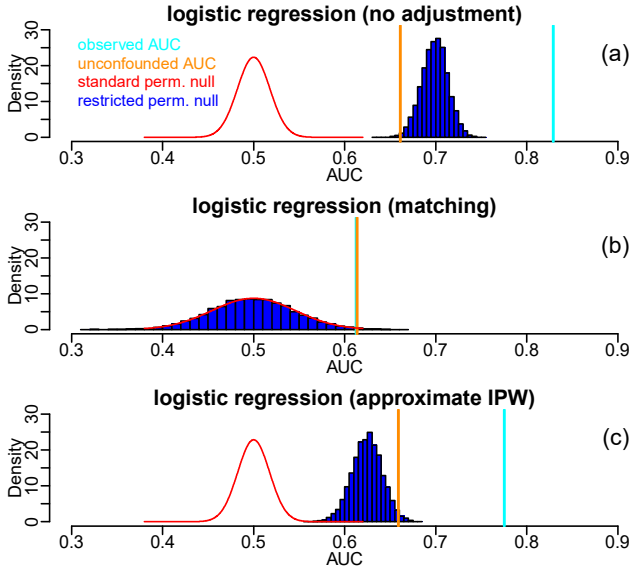 logistic regression (no adjustment)
observed AUC
unconfounded AUC
standard perm. null
restricted perm. null
(a)
Density
0 10 20 30
0.3 0.4 0.5 0.6 0.7 0.8 0.9
AUC
logistic regression (matching)
(b)
Density
0 10 20 30
0.3 0.4 0.5 0.6 0.7 0.8 0.9
AUC
logistic regression (approximate IPW)
(c)
Density
0 10 20 30
0.3 0.4 0.5 0.6 0.7 0.8 0.9
AUC